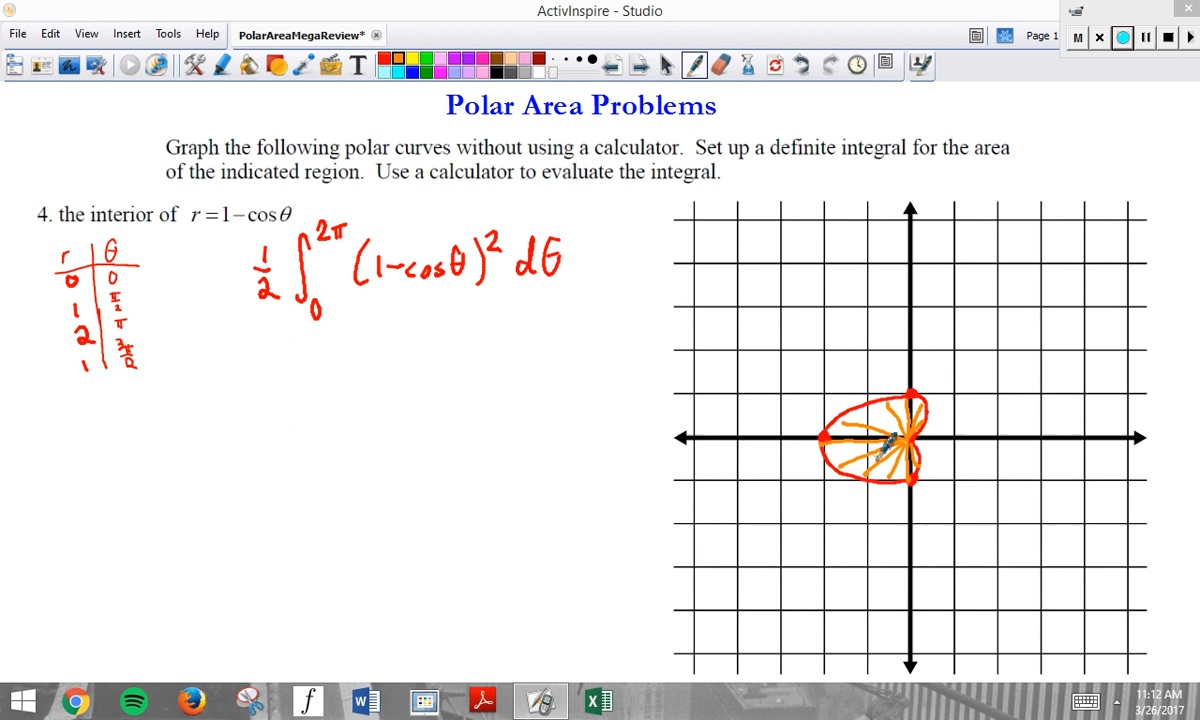 ActivInspire - Studio
File Edit View Insert Tools Help PolarAreaMegaReview* Page 1 M
T
Polar Area Problems
Graph the following polar curves without using a calculator. Set up a definite integral for the area
of the indicated region. Use a calculator to evaluate the integral.
4. the interior of r = 1 − cos θ
r | θ
0 | 0
1 | π/2
2 | π
1 | 3π/2
1/2 ∫₀^2π (1-cosθ)² dθ
11:12 AM
3/26/2017